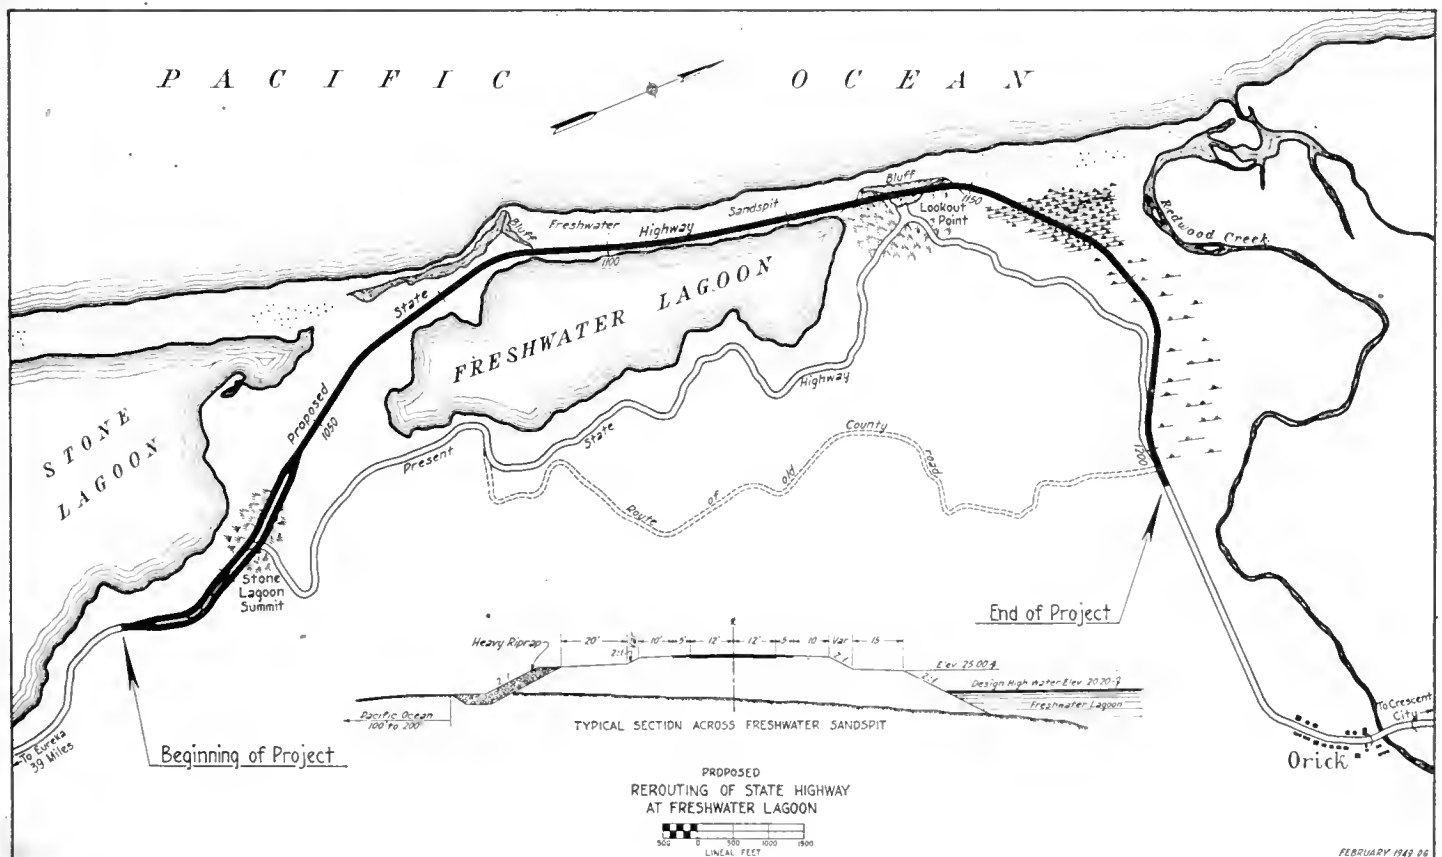 PACIFIC OCEAN
Bluff
Freshwater Sandspit
Bluff
Lookout
Point
1150
Redwood Creek
Proposed State Highway
1050
1100
1200
FRESHWATER LAGOON
STONE
LAGOON
Present State Highway
Route of old County road
Stone
Lagoon
Summit
To Eureka
39 Miles
Beginning of Project
End of Project
To Crescent
City
Orick
Heavy Riprap
20'
10'
5'
12'
12'
5
10
Var
15
2:1
2:1
2:1
Elev 25.00
Design High Water Elev 20.20
Freshwater Lagoon
Pacific Ocean
100' to 200'
TYPICAL SECTION ACROSS FRESHWATER SANDSPIT
PROPOSED
REROUTING OF STATE HIGHWAY
AT FRESHWATER LAGOON
500 0 500 1000 1500
LINEAL FEET
FEBRUARY 1949 DG